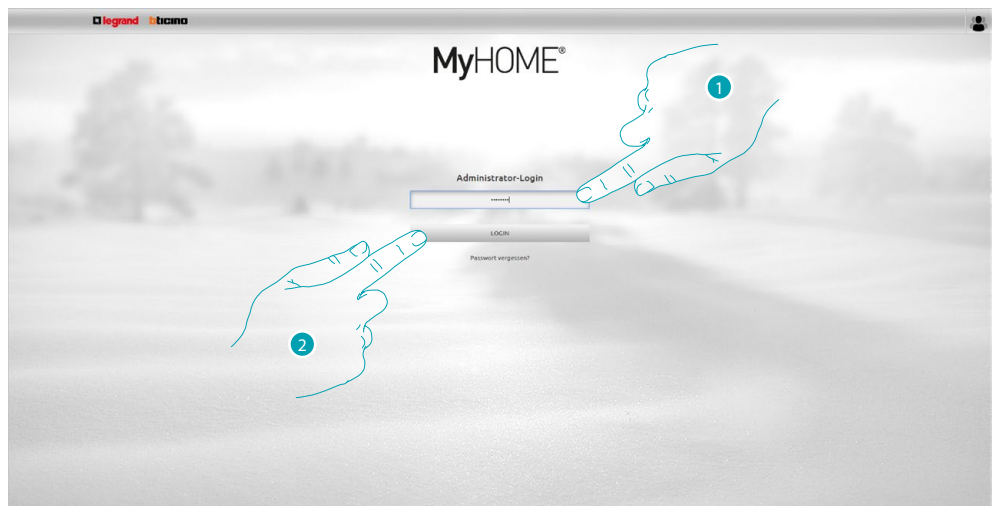 legrand bticino
MyHOME®
1
Administrator-Login
........
LOGIN
Passwort vergessen?
2